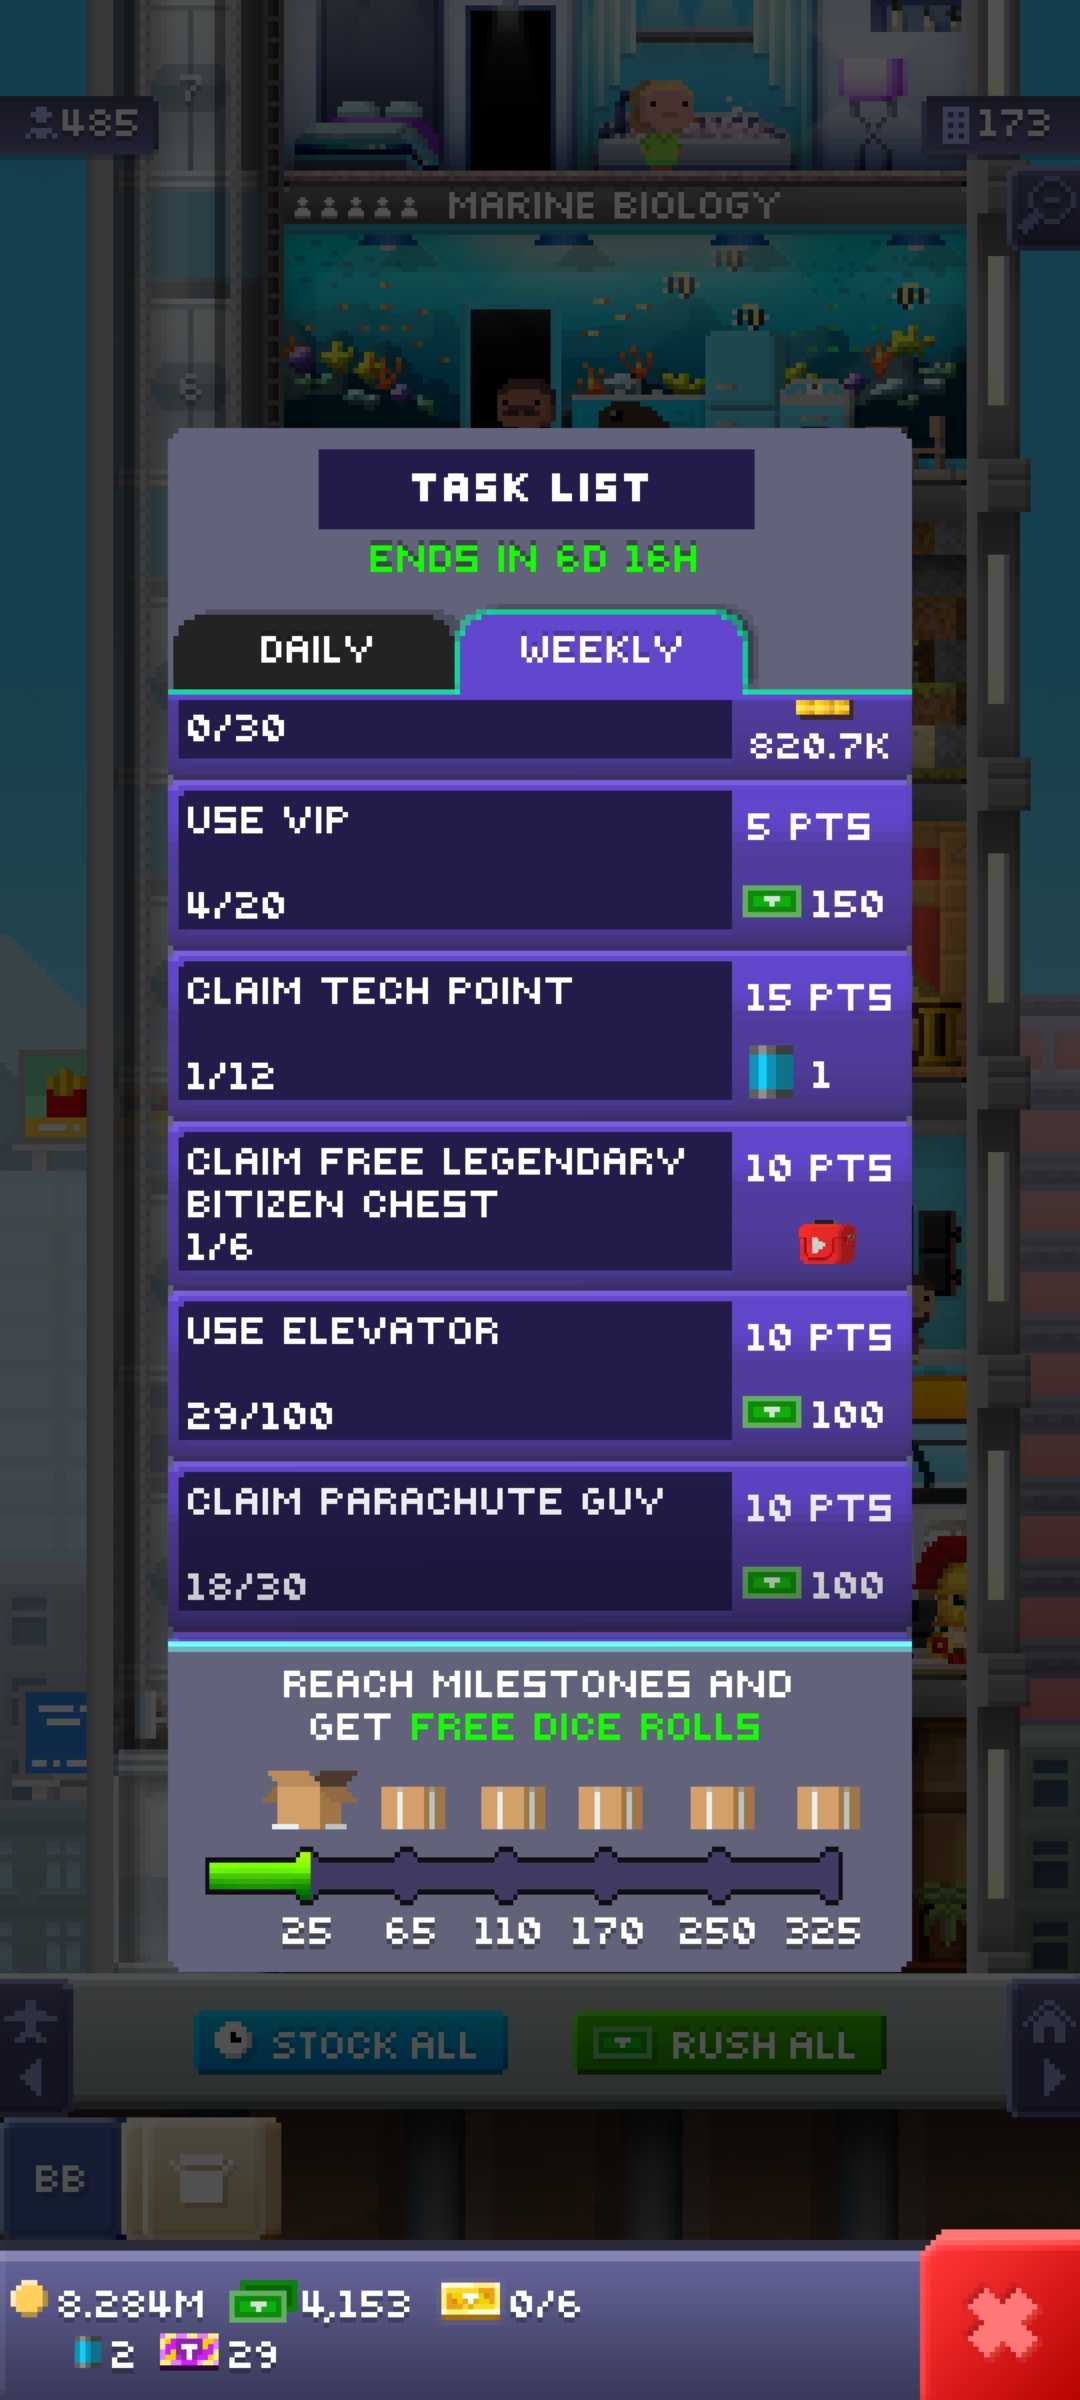 7
485
173
MARINE BIOLOGY
6
TASK LIST
ENDS IN 6D 16H
DAILY
WEEKLY
0/30
820.7K
USE VIP
5 PTS
4/20
150
CLAIM TECH POINT
15 PTS
1/12
1
CLAIM FREE LEGENDARY
BITIZEN CHEST
10 PTS
1/6
USE ELEVATOR
10 PTS
29/100
100
CLAIM PARACHUTE GUY
10 PTS
18/30
100
REACH MILESTONES AND
GET FREE DICE ROLLS
25 65 110 170 250 325
STOCK ALL
RUSH ALL
BB
8.284M 4,153 0/6
2 29